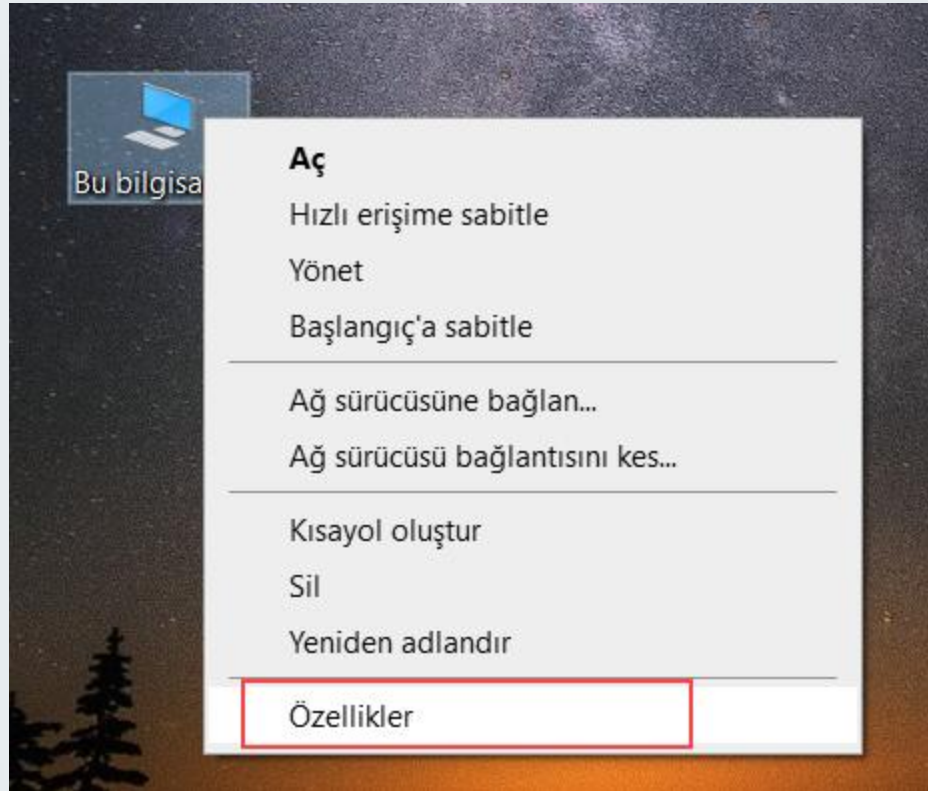 Bu bilgisa
Aç
Hızlı erişime sabitle
Yönet
Başlangıç'a sabitle
Ağ sürücüsüne bağlan...
Ağ sürücüsü bağlantısını kes...
Kısayol oluştur
Sil
Yeniden adlandır
Özellikler